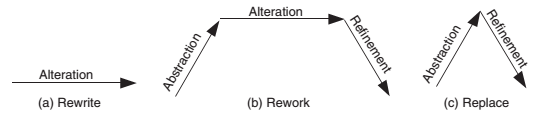 Alteration
(a) Rewrite
Abstraction
Alteration
Refinement
(b) Rework
Abstraction
Refinement
(c) Replace